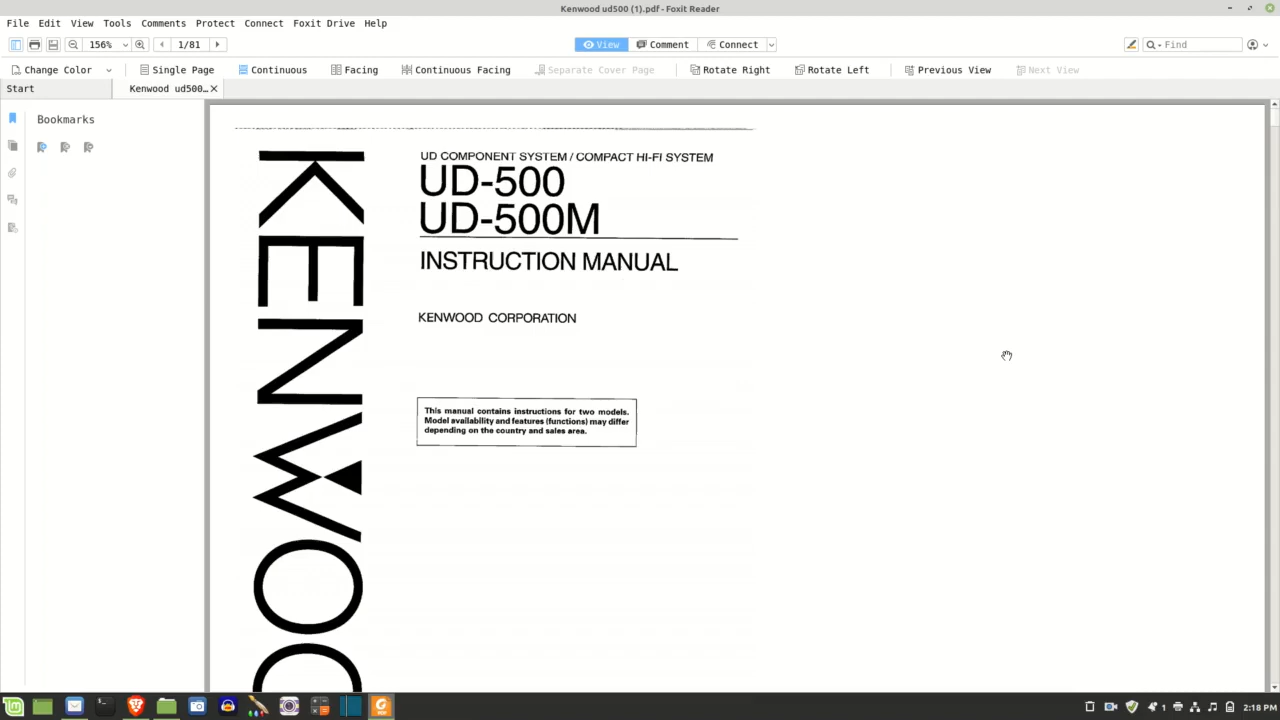 Kenwood ud500 (1).pdf - Foxit Reader
File Edit View Tools Comments Protect Connect Foxit Drive Help
156% 1/81 View Comment Connect Find
Change Color Single Page Continuous Facing Continuous Facing Separate Cover Page Rotate Right Rotate Left Previous View Next View
Start Kenwood ud500...
Bookmarks
KENWOO
UD COMPONENT SYSTEM / COMPACT HI-FI SYSTEM
UD-500
UD-500M
INSTRUCTION MANUAL
KENWOOD CORPORATION
This manual contains instructions for two models.
Model availability and features (functions) may differ
depending on the country and sales area.
1 2:18 PM